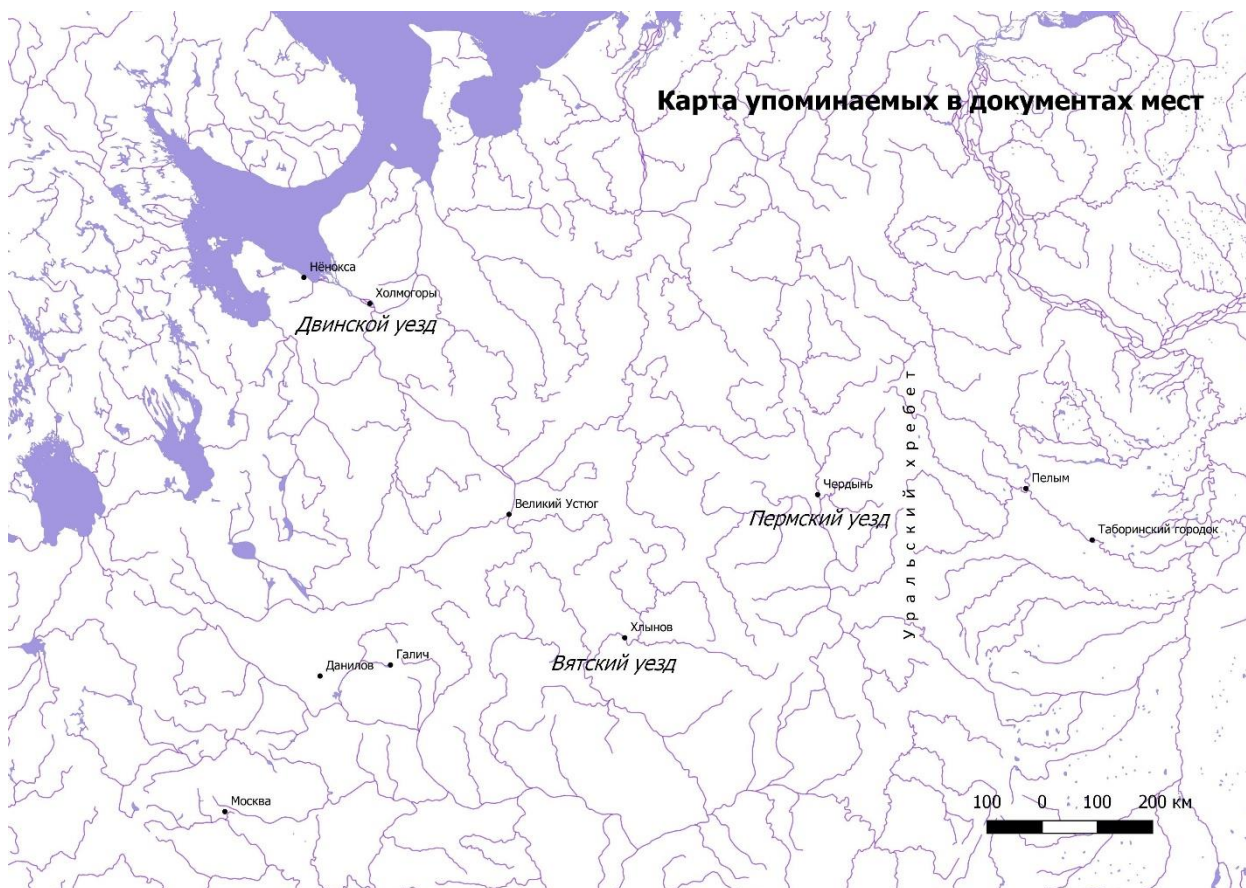 Карта упоминаемых в документах мест
Нёнокса
Холмогоры
Двинской уезд
Уральский хребет
Пелым
Чердынь
Великий Устюг
Пермский уезд
Таборинский городок
Хлынов
Галич
Вятский уезд
Данилов
Москва
100 0 100 200 км